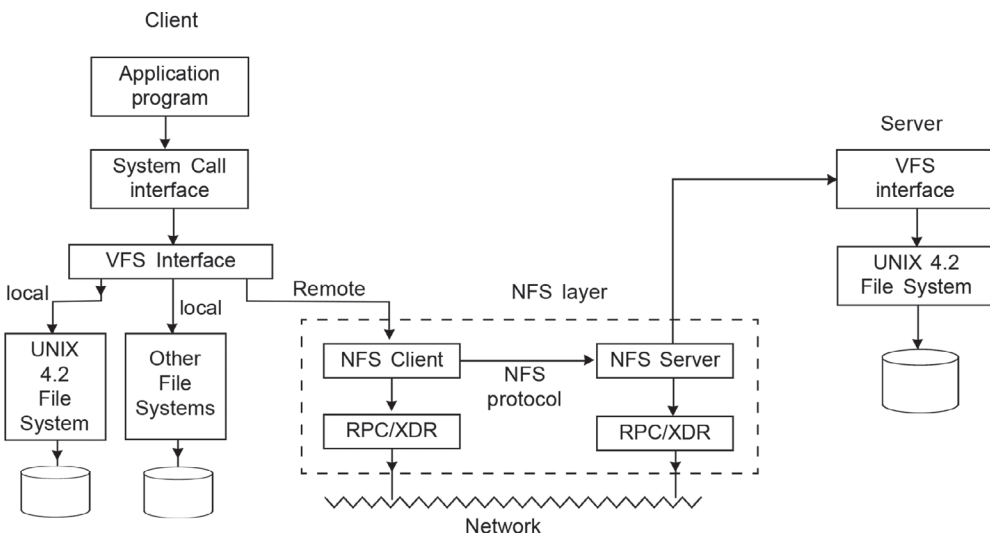 Client
Application
program
System Call
interface
VFS Interface
local
local
Remote
UNIX
4.2
File
System
Other
File
Systems
NFS layer
NFS Client
NFS
protocol
NFS Server
RPC/XDR
RPC/XDR
Network
Server
VFS
interface
UNIX 4.2
File System